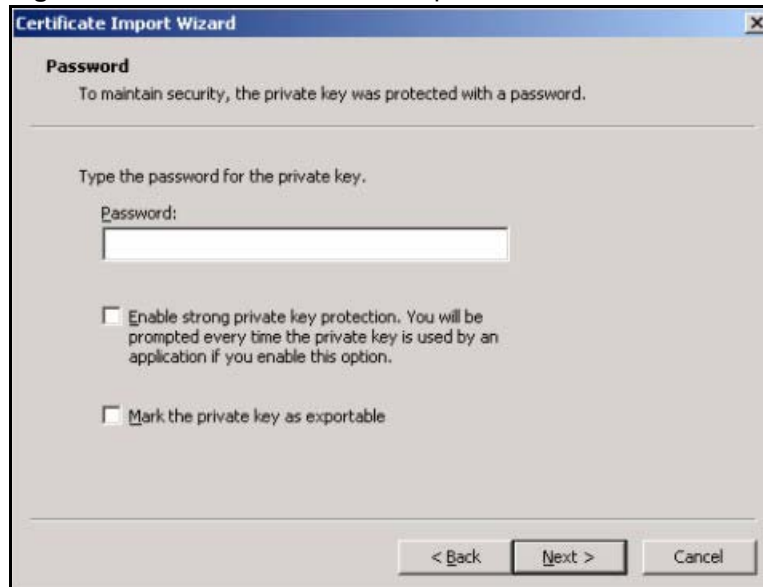 Certificate Import Wizard
Password
To maintain security, the private key was protected with a password.
Type the password for the private key.
Password:
Enable strong private key protection. You will be
prompted every time the private key is used by an
application if you enable this option.
Mark the private key as exportable
< Back Next > Cancel